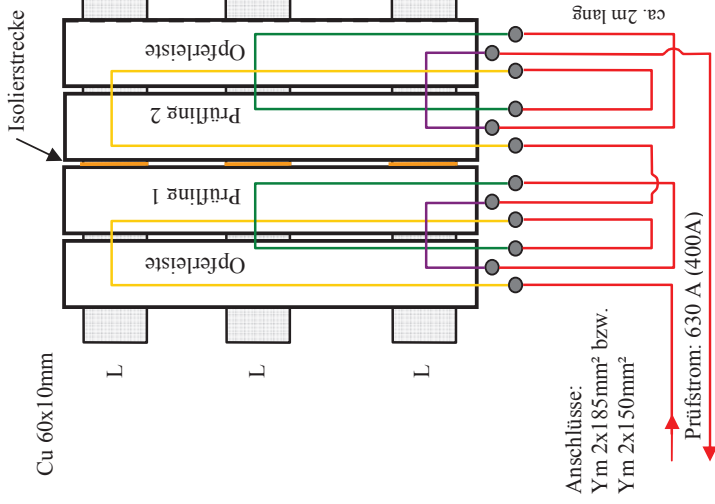 Isolierstrecke
Cu 60x10mm
Opferleiste
Prüfling 1
Prüfling 2
Opferleiste
L
L
L
ca. 2m lang
Anschlüsse:
Ym 2x185mm² bzw.
Ym 2x150mm²
Prüfstrom: 630 A (400A)